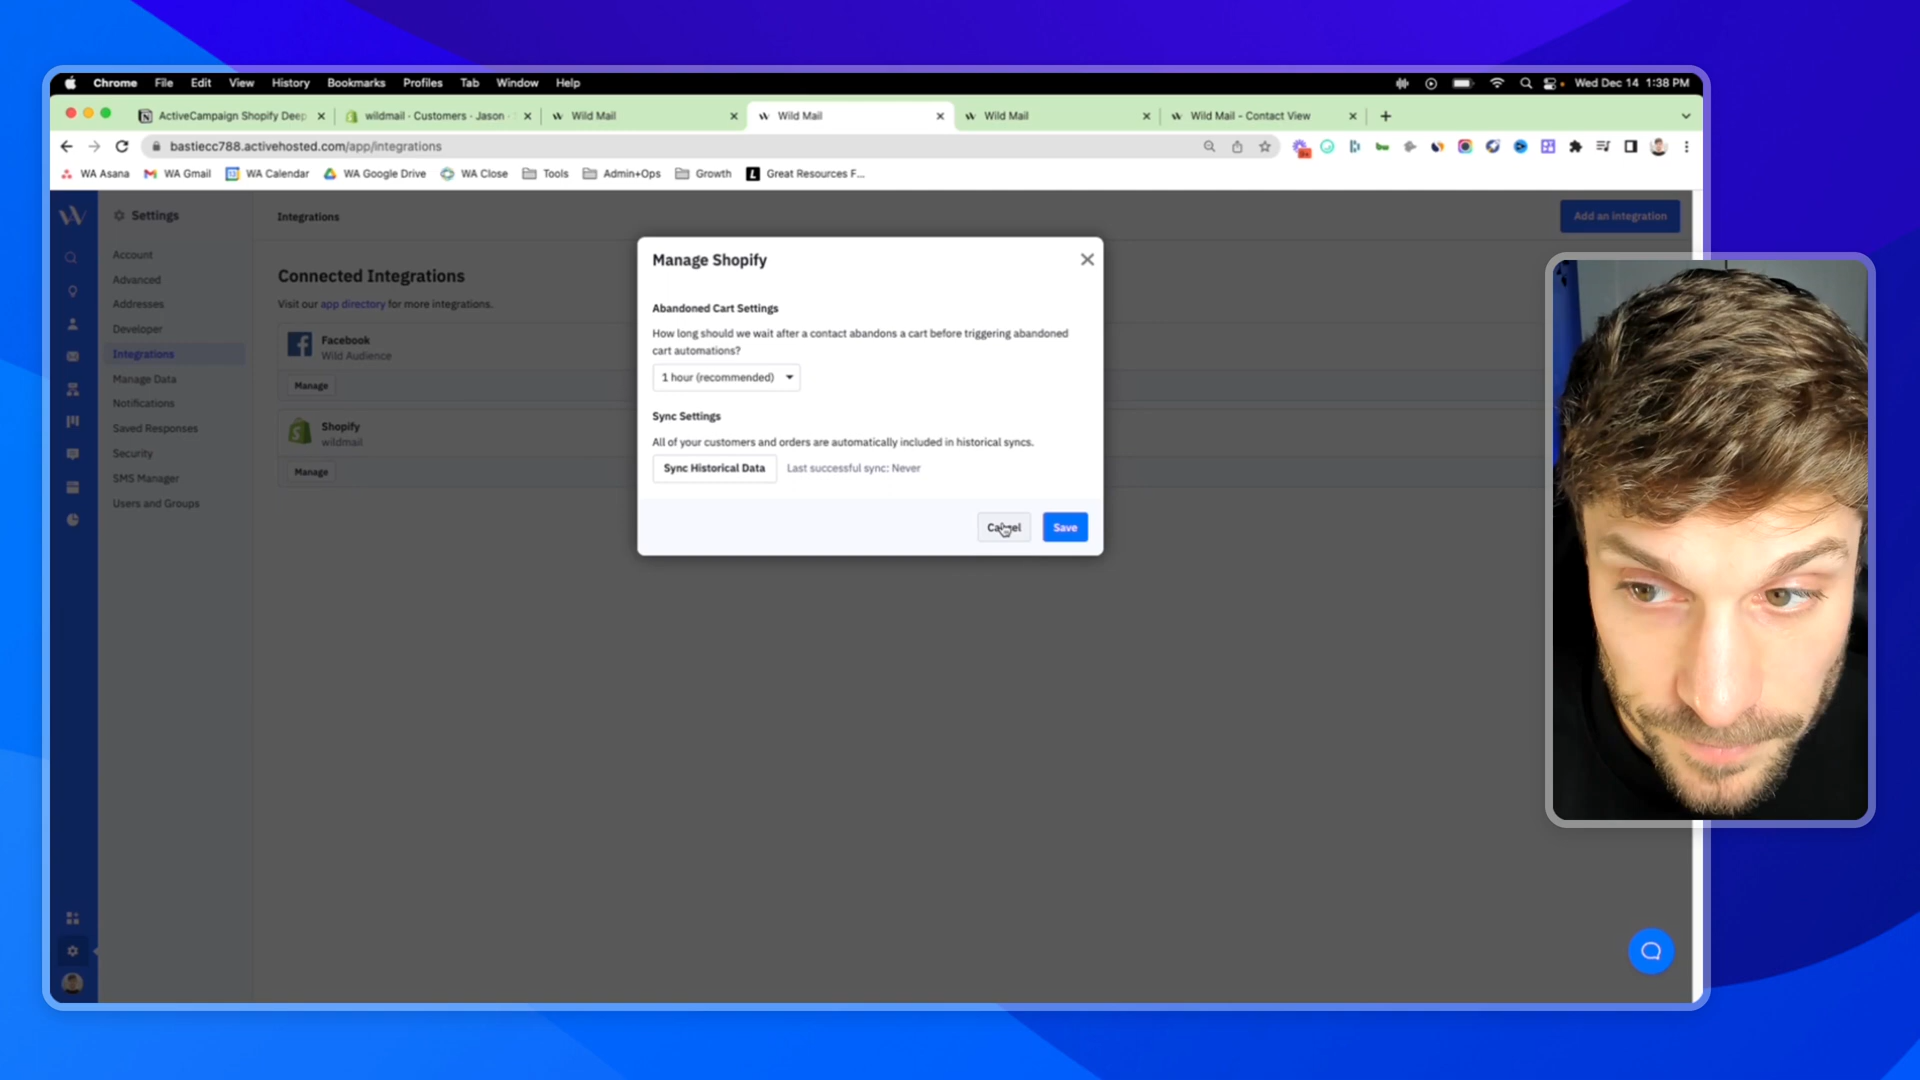 Chrome File Edit View History Bookmarks Profiles Tab Window Help
Wed Dec 14 1:38 PM
ActiveCampaign Shopify Deep
wildmail · Customers · Jason
Wild Mail
Wild Mail
Wild Mail
Wild Mail - Contact View
bastiecc788.activehosted.com/app/integrations
WA Asana
WA Gmail
WA Calendar
WA Google Drive
WA Close
Tools
Admin+Ops
Growth
Great Resources F...
Settings
Account
Advanced
Addresses
Developer
Integrations
Manage Data
Notifications
Saved Responses
Security
SMS Manager
Users and Groups
Integrations
Add an integration
Connected Integrations
Visit our app directory for more integrations.
Facebook
Wild Audience
Manage
Shopify
wildmail
Manage
Manage Shopify
Abandoned Cart Settings
How long should we wait after a contact abandons a cart before triggering abandoned
cart automations?
1 hour (recommended)
Sync Settings
All of your customers and orders are automatically included in historical syncs.
Sync Historical Data
Last successful sync: Never
Cancel
Save